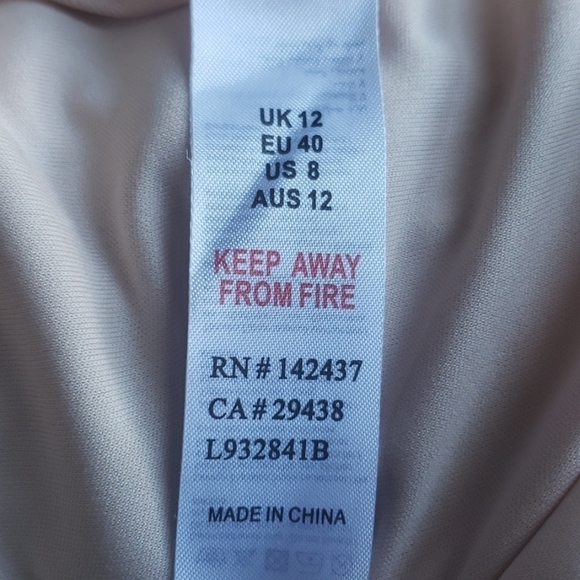 UK 12
EU 40
US 8
AUS 12
KEEP AWAY
FROM FIRE
RN # 142437
CA # 29438
L932841B
MADE IN CHINA